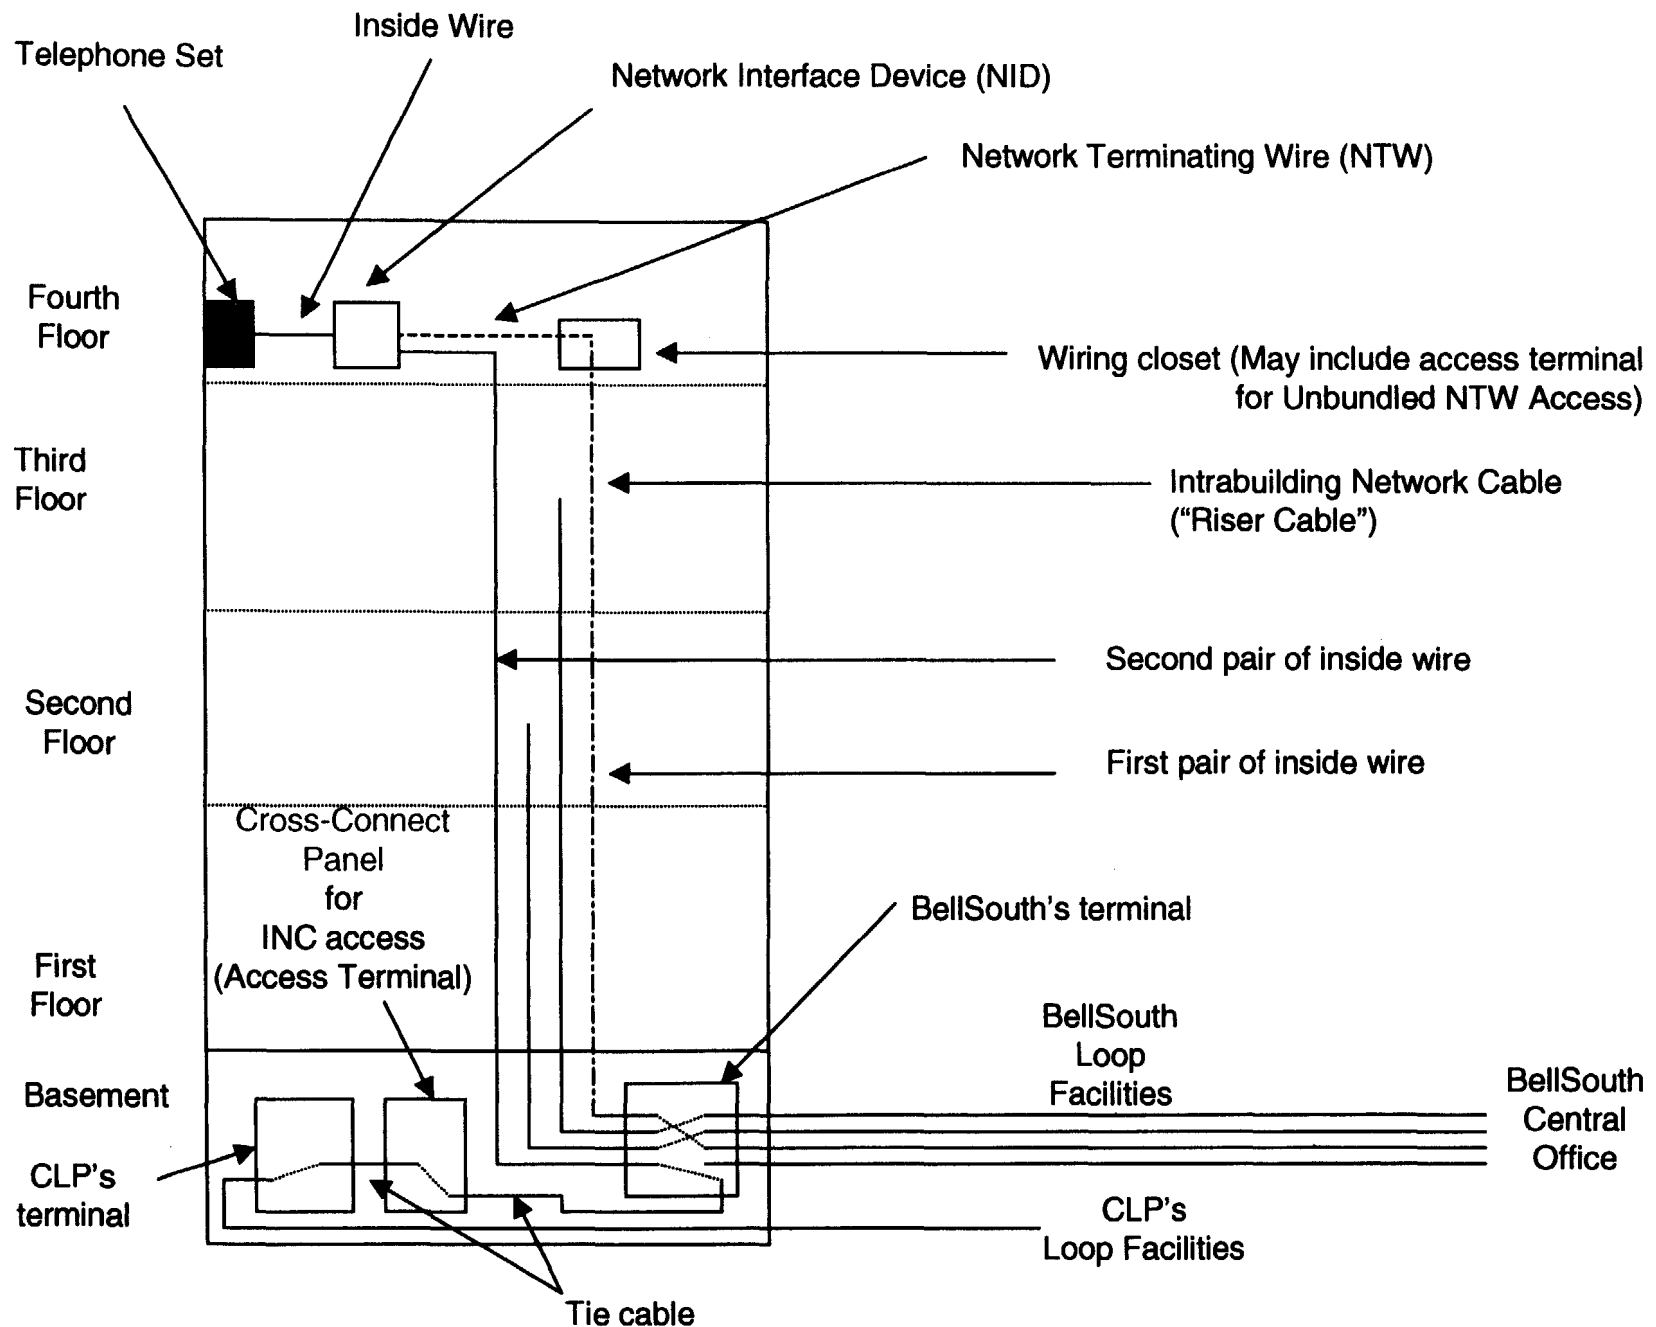 Inside Wire
Telephone Set
Network Interface Device (NID)
Network Terminating Wire (NTW)
Fourth
Floor
Wiring closet (May include access terminal
for Unbundled NTW Access)
Third
Floor
Intrabuilding Network Cable
(“Riser Cable”)
Second pair of inside wire
Second
Floor
First pair of inside wire
Cross-Connect
Panel
for
INC access
(Access Terminal)
BellSouth’s terminal
First
Floor
BellSouth
Loop
Facilities
Basement
BellSouth
Central
Office
CLP’s
terminal
CLP’s
Loop Facilities
Tie cable